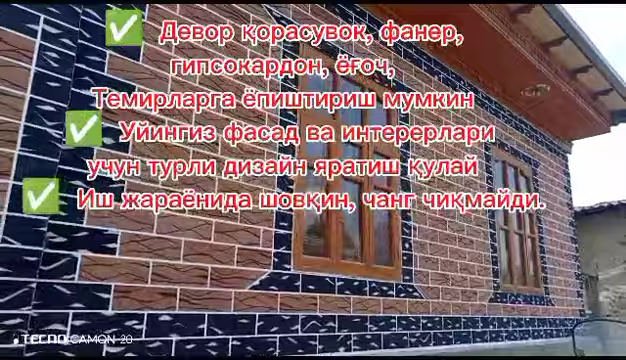 ✅ Девор қорасувок, фанер,
гипсокардон, ёғоч,
Темирларга ёпиштириш мумкин
✅ Уйингиз фасад ва интерерлари
учун турли дизайн яратиш қулай
✅ Иш жараёнида шовқин, чанг чиқмайди.
TECNO CAMON 20